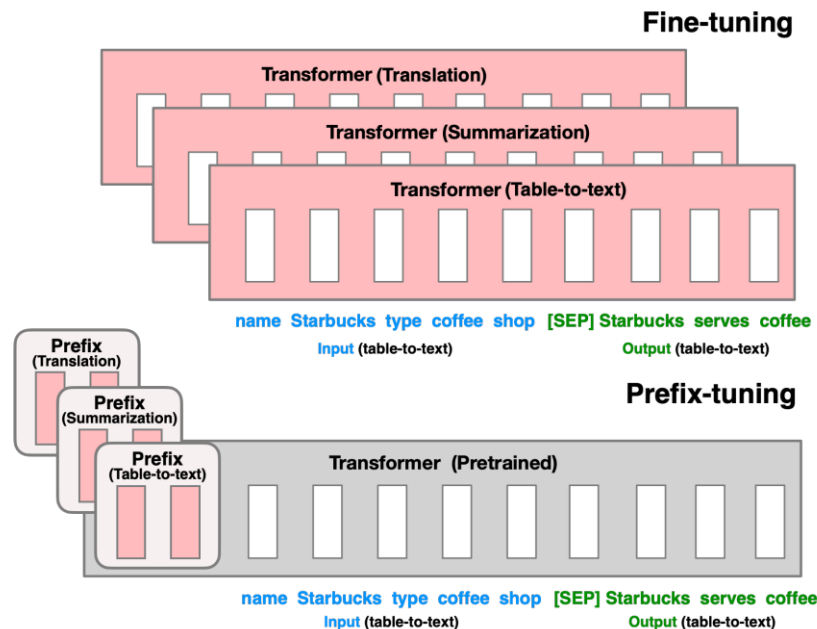 Fine-tuning
Transformer (Translation)
Transformer (Summarization)
Transformer (Table-to-text)
name Starbucks type coffee shop [SEP] Starbucks serves coffee
Input (table-to-text) Output (table-to-text)
Prefix-tuning
Prefix
(Translation)
Prefix
(Summarization)
Prefix
(Table-to-text)
Transformer (Pretrained)
name Starbucks type coffee shop [SEP] Starbucks serves coffee
Input (table-to-text) Output (table-to-text)